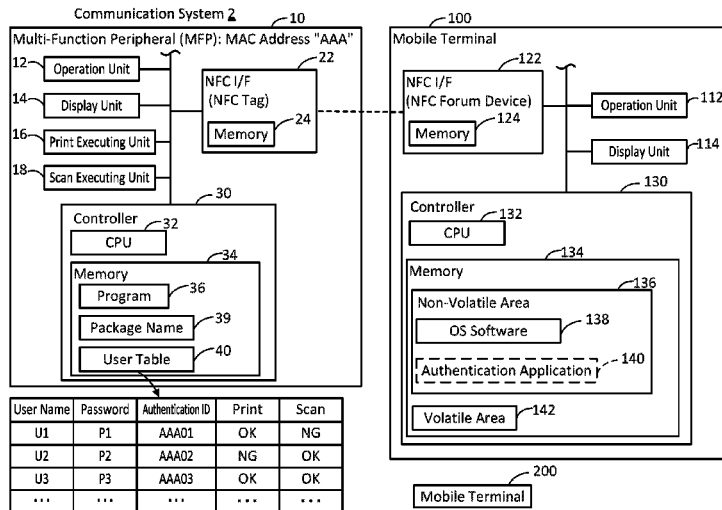 Communication System 2
10
Multi-Function Peripheral (MFP): MAC Address "AAA"
12
Operation Unit
14
Display Unit
16
Print Executing Unit
18
Scan Executing Unit
22
NFC I/F
(NFC Tag)
24
Memory
30
Controller
32
CPU
34
Memory
Program
36
Package Name
39
User Table
40
User Name Password Authentication ID Print Scan
U1 P1 AAA01 OK NG
U2 P2 AAA02 NG OK
U3 P3 AAA03 OK OK
... ... ... ... ...
100
Mobile Terminal
122
NFC I/F
(NFC Forum Device)
124
Memory
Operation Unit
112
Display Unit
114
130
Controller
132
CPU
134
Memory
136
Non-Volatile Area
OS Software
138
Authentication Application
140
Volatile Area
142
200
Mobile Terminal